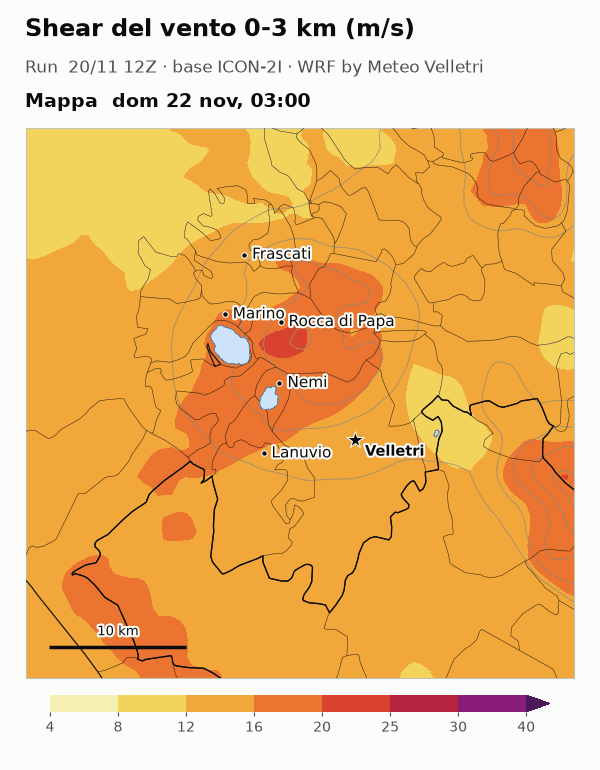 Shear del vento 0-3 km (m/s)
Run  20/11 12Z · base ICON-2I · WRF by Meteo Velletri
Mappa  dom 22 nov, 03:00
Frascati
Marino
Rocca di Papa
Nemi
Velletri
Lanuvio
10 km
4 8 12 16 20 25 30 40